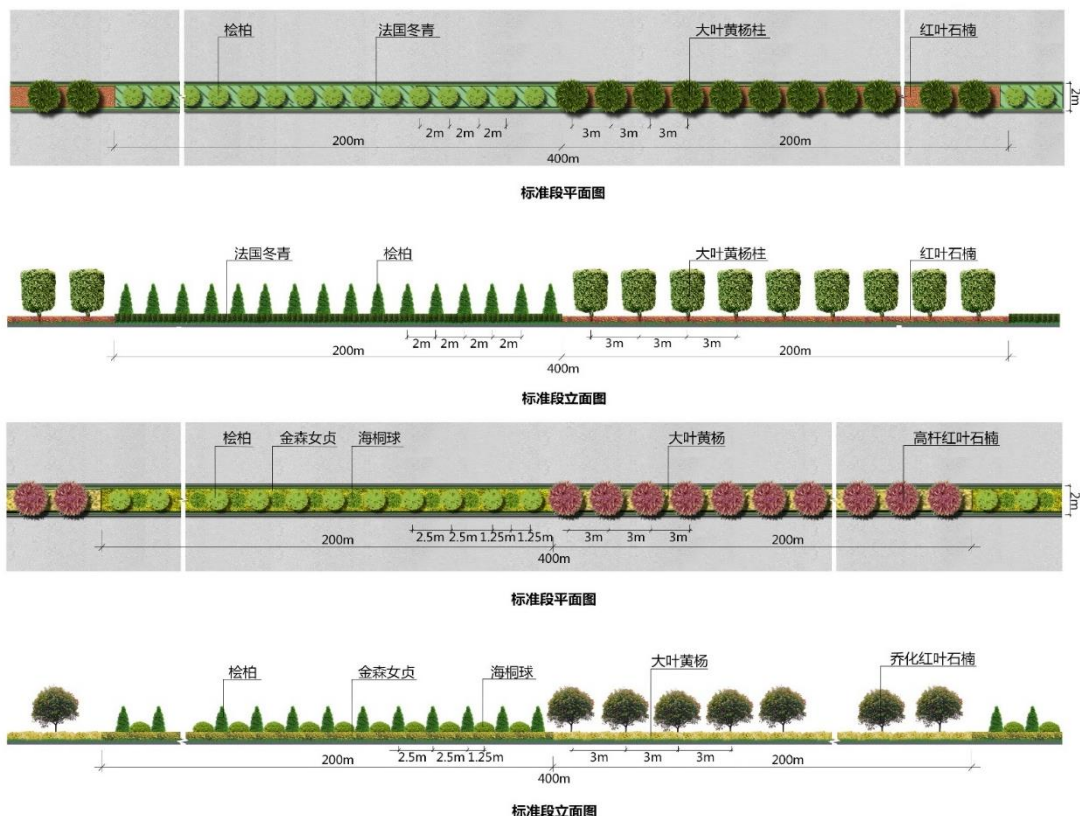 桧柏 法国冬青 大叶黄杨柱 红叶石楠
2m
2m 2m 2m 3m 3m 3m
200m 200m
400m
标准段平面图
法国冬青 桧柏 大叶黄杨柱 红叶石楠
2m 2m 2m 2m 3m 3m 3m
200m 200m
400m
标准段立面图
桧柏 金森女贞 海桐球 大叶黄杨 高杆红叶石楠
2m
2.5m 2.5m 1.25m 1.25m 3m 3m 3m
200m 200m
400m
标准段平面图
桧柏 金森女贞 海桐球 大叶黄杨 乔化红叶石楠
2.5m 2.5m 1.25m 3m 3m 3m
200m 200m
400m
标准段立面图